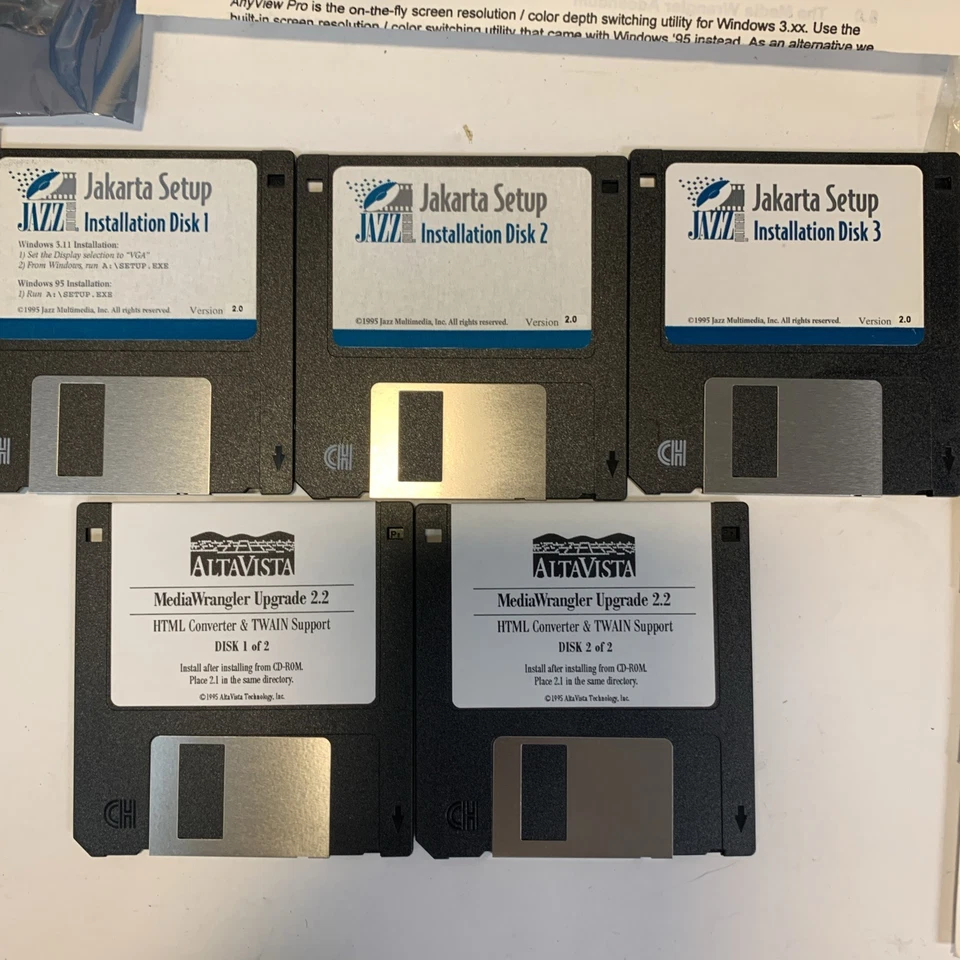 AnyView Pro is the on-the-fly screen resolution / color depth switching utility for Windows 3.xx. Use the
built-in screen resolution / color switching utility that came with Windows '95 instead. As an alternative we
JAZZ
Jakarta Setup
Installation Disk 1
Windows 3.11 Installation:
1) Set the Display selection to "VGA"
2) From Windows, run A:\SETUP.EXE
Windows 95 Installation:
1) Run A:\SETUP.EXE
©1995 Jazz Multimedia, Inc. All rights reserved.
Version 2.0
JAZZ
Jakarta Setup
Installation Disk 2
©1995 Jazz Multimedia, Inc. All rights reserved.
Version 2.0
JAZZ
Jakarta Setup
Installation Disk 3
©1995 Jazz Multimedia, Inc. All rights reserved.
Version 2.0
CH
CH
ALTAVISTA
MediaWrangler Upgrade 2.2
HTML Converter & TWAIN Support
DISK 1 of 2
Install after installing from CD-ROM.
Place 2.1 in the same directory.
©1995 AltaVista Technology, Inc.
CH
ALTAVISTA
MediaWrangler Upgrade 2.2
HTML Converter & TWAIN Support
DISK 2 of 2
Install after installing from CD-ROM.
Place 2.1 in the same directory.
©1995 AltaVista Technology, Inc.
CH